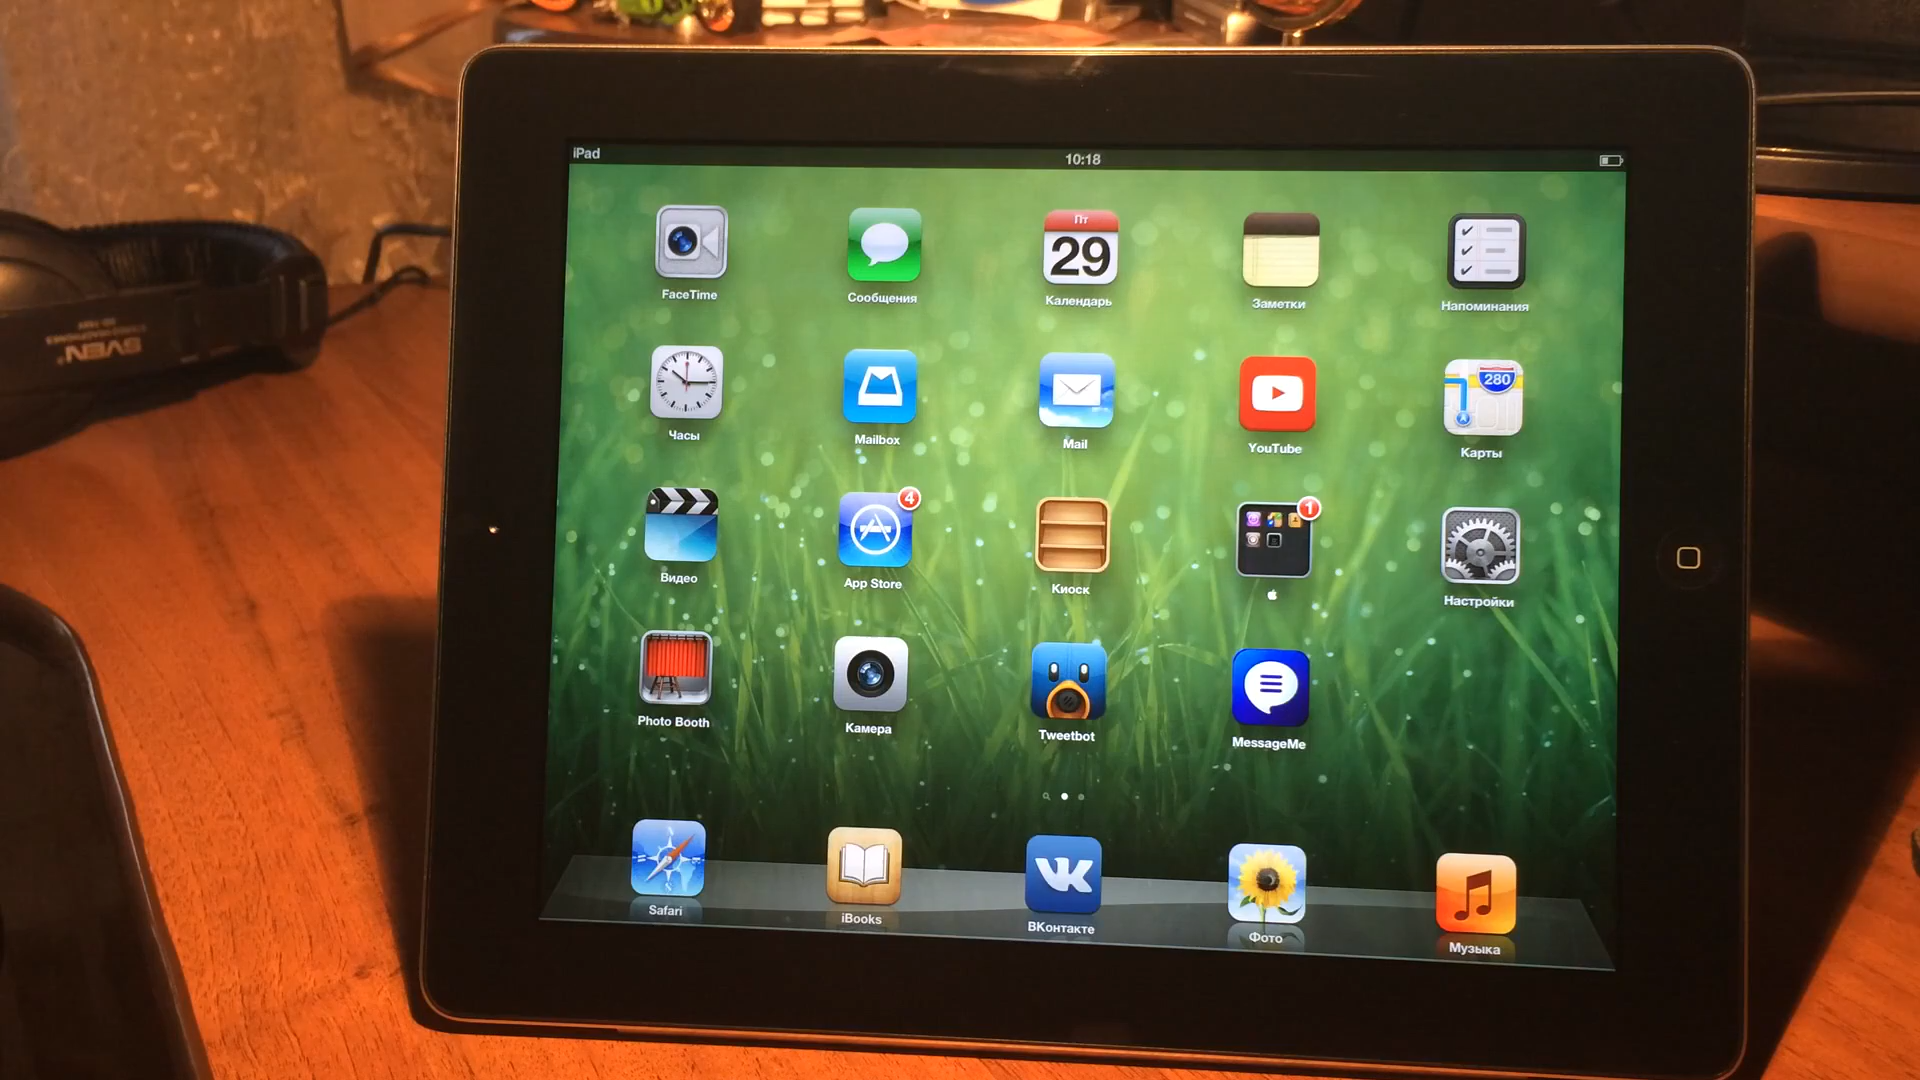 iPad
10:18
Пт
29
FaceTime
Сообщения
Календарь
Заметки
Напоминания
280
Часы
Mailbox
Mail
YouTube
Карты
4
1
Видео
App Store
Киоск
Настройки
Photo Booth
Камера
Tweetbot
MessageMe
Safari
iBooks
ВКонтакте
Фото
Музыка
SVEN